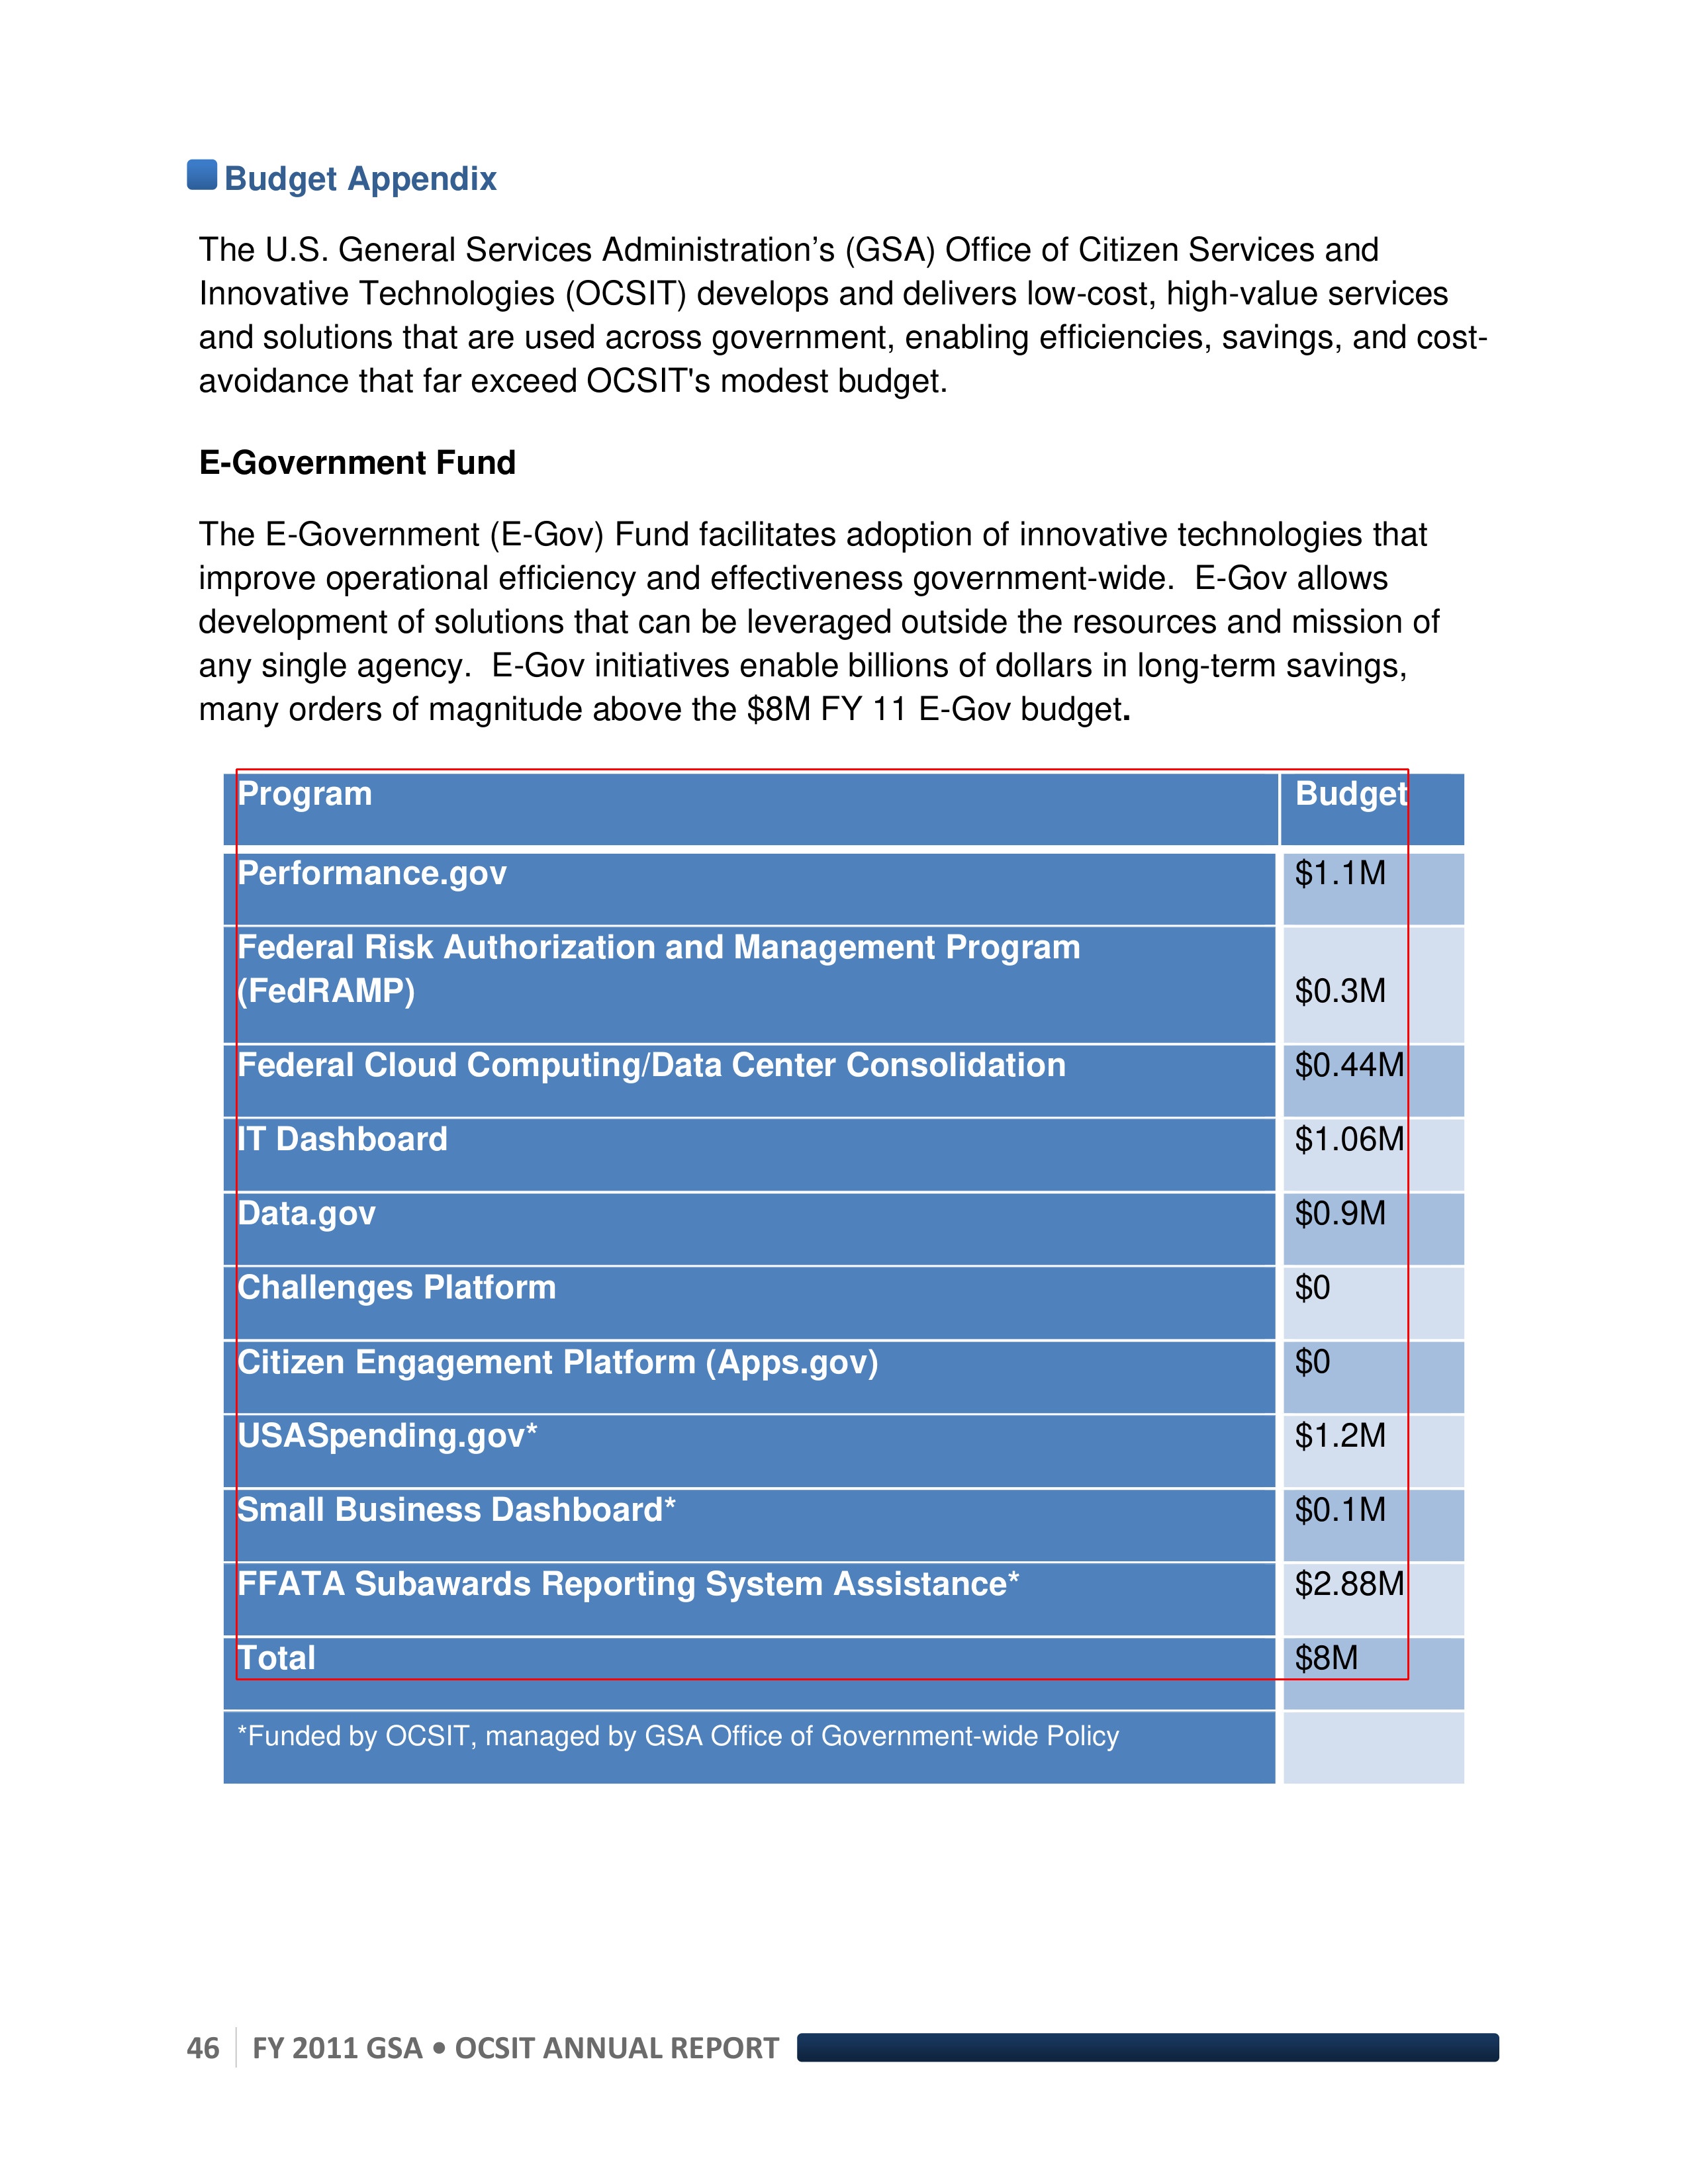 Budget Appendix
The U.S. General Services Administration’s (GSA) Office of Citizen Services and
Innovative Technologies (OCSIT) develops and delivers low-cost, high-value services
and solutions that are used across government, enabling efficiencies, savings, and cost-
avoidance that far exceed OCSIT's modest budget.
E-Government Fund
The E-Government (E-Gov) Fund facilitates adoption of innovative technologies that
improve operational efficiency and effectiveness government-wide.  E-Gov allows
development of solutions that can be leveraged outside the resources and mission of
any single agency.  E-Gov initiatives enable billions of dollars in long-term savings,
many orders of magnitude above the $8M FY 11 E-Gov budget.
Program Budget
Performance.gov $1.1M
Federal Risk Authorization and Management Program
(FedRAMP) $0.3M
Federal Cloud Computing/Data Center Consolidation $0.44M
IT Dashboard $1.06M
Data.gov $0.9M
Challenges Platform $0
Citizen Engagement Platform (Apps.gov) $0
USASpending.gov* $1.2M
Small Business Dashboard* $0.1M
FFATA Subawards Reporting System Assistance* $2.88M
Total $8M
*Funded by OCSIT, managed by GSA Office of Government-wide Policy
46 FY 2011 GSA • OCSIT ANNUAL REPORT